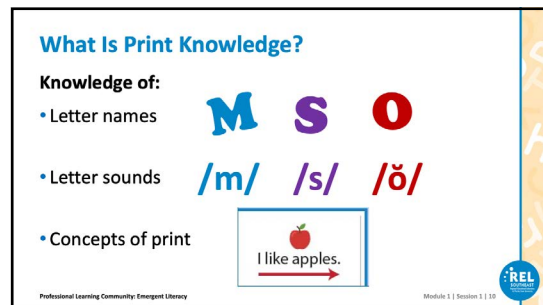 What Is Print Knowledge?
Knowledge of:
• Letter names M S O
• Letter sounds /m/ /s/ /ŏ/
• Concepts of print
I like apples.
Professional Learning Community: Emergent Literacy
Module 1 | Session 1 | 10
REL
SOUTHEAST